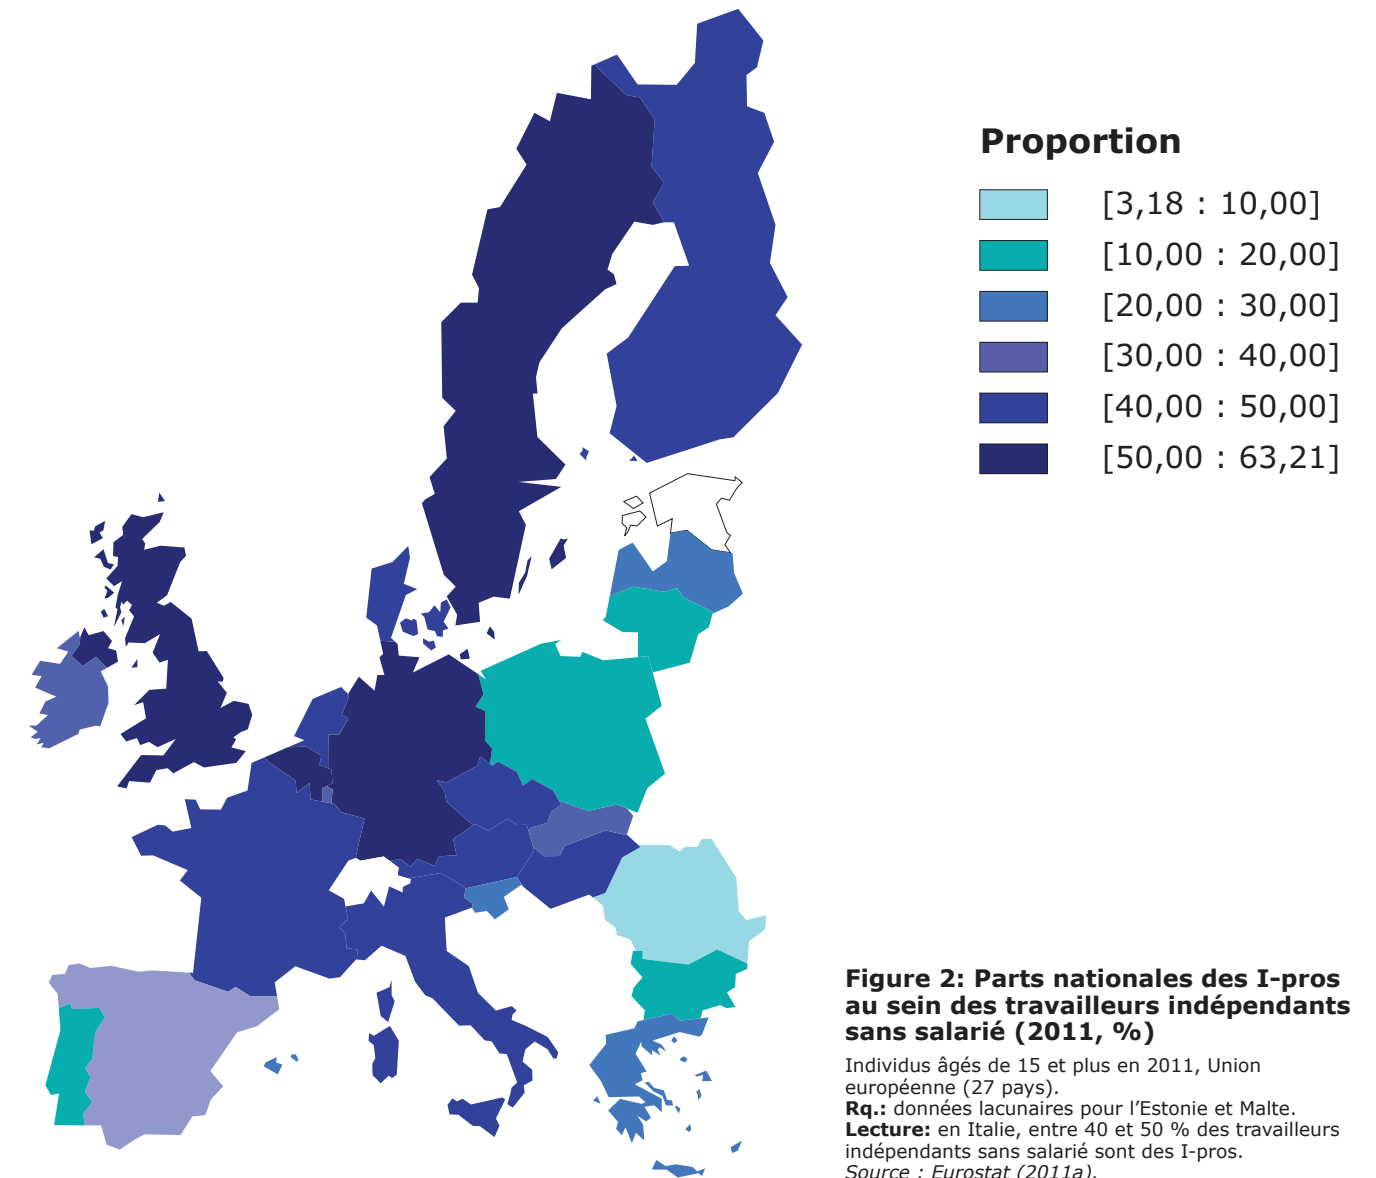 Proportion
[3,18 : 10,00]
[10,00 : 20,00]
[20,00 : 30,00]
[30,00 : 40,00]
[40,00 : 50,00]
[50,00 : 63,21]
Figure 2: Parts nationales des I-pros
au sein des travailleurs indépendants
sans salarié (2011, %)
Individus âgés de 15 et plus en 2011, Union
européenne (27 pays).
Rq.: données lacunaires pour l’Estonie et Malte.
Lecture: en Italie, entre 40 et 50 % des travailleurs
indépendants sans salarié sont des I-pros.
Source : Eurostat (2011a).